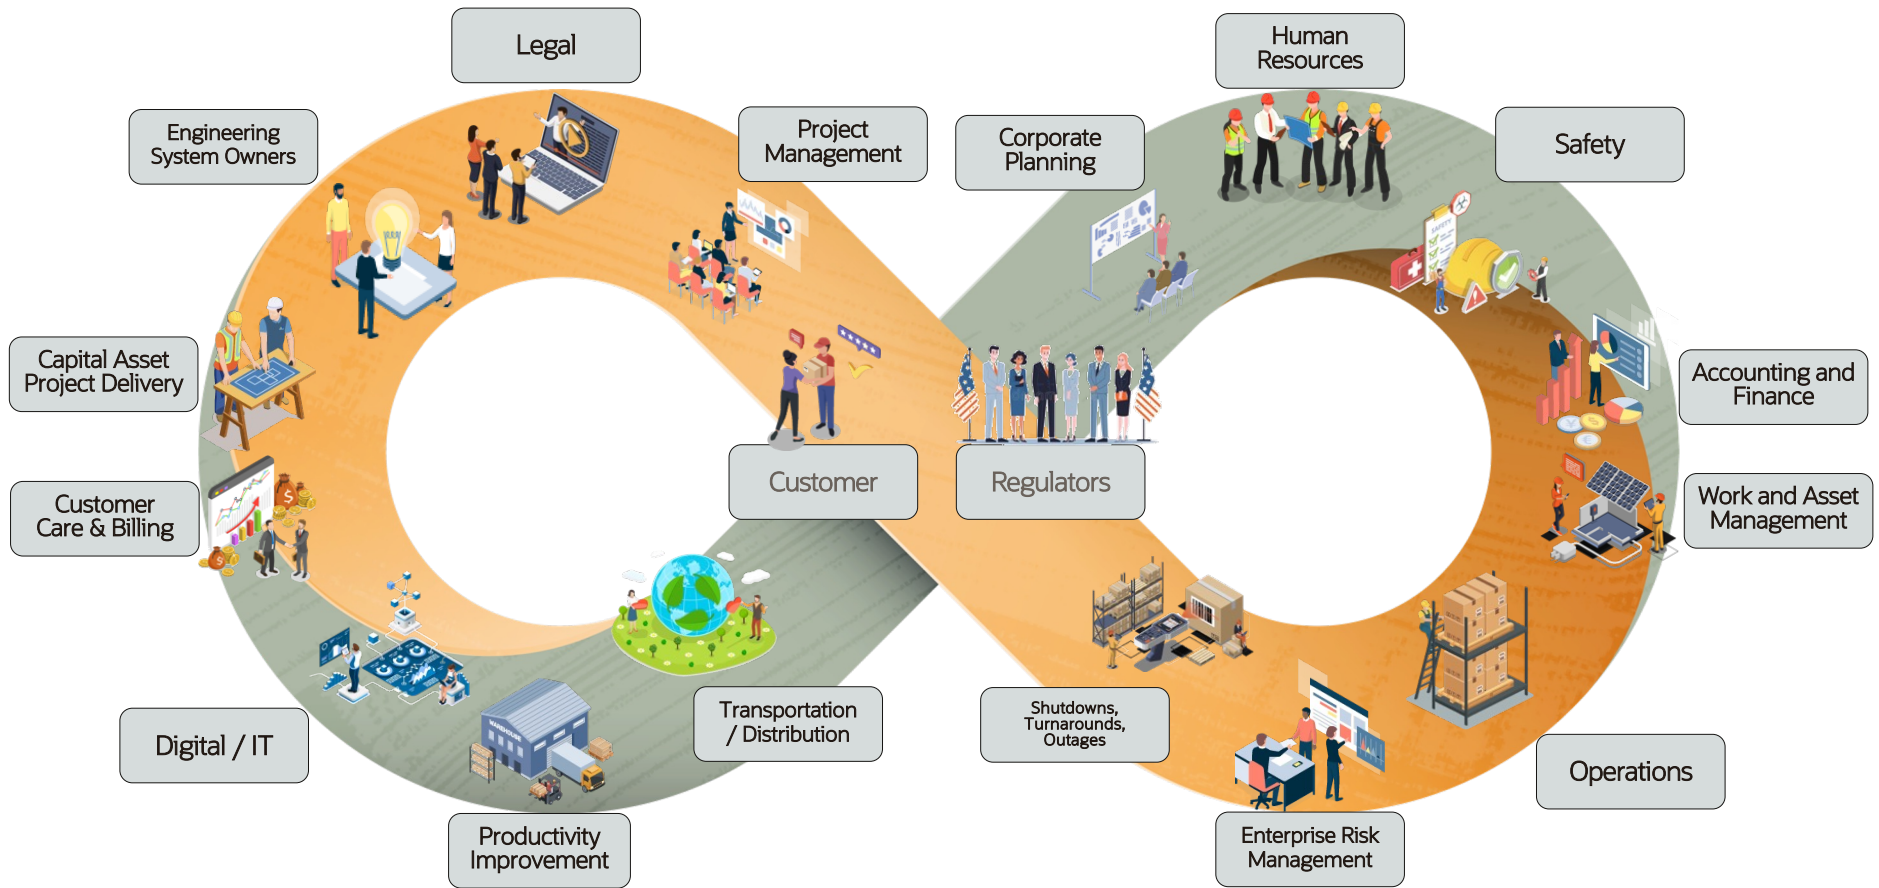 Legal
Human
Resources
Engineering
System Owners
Project
Management
Corporate
Planning
Safety
SAFETY
Capital Asset
Project Delivery
Accounting and
Finance
Customer
Regulators
Customer
Care & Billing
Work and Asset
Management
Digital / IT
Transportation
/ Distribution
Shutdowns,
Turnarounds,
Outages
Operations
WAREHOUSE
Productivity
Improvement
Enterprise Risk
Management